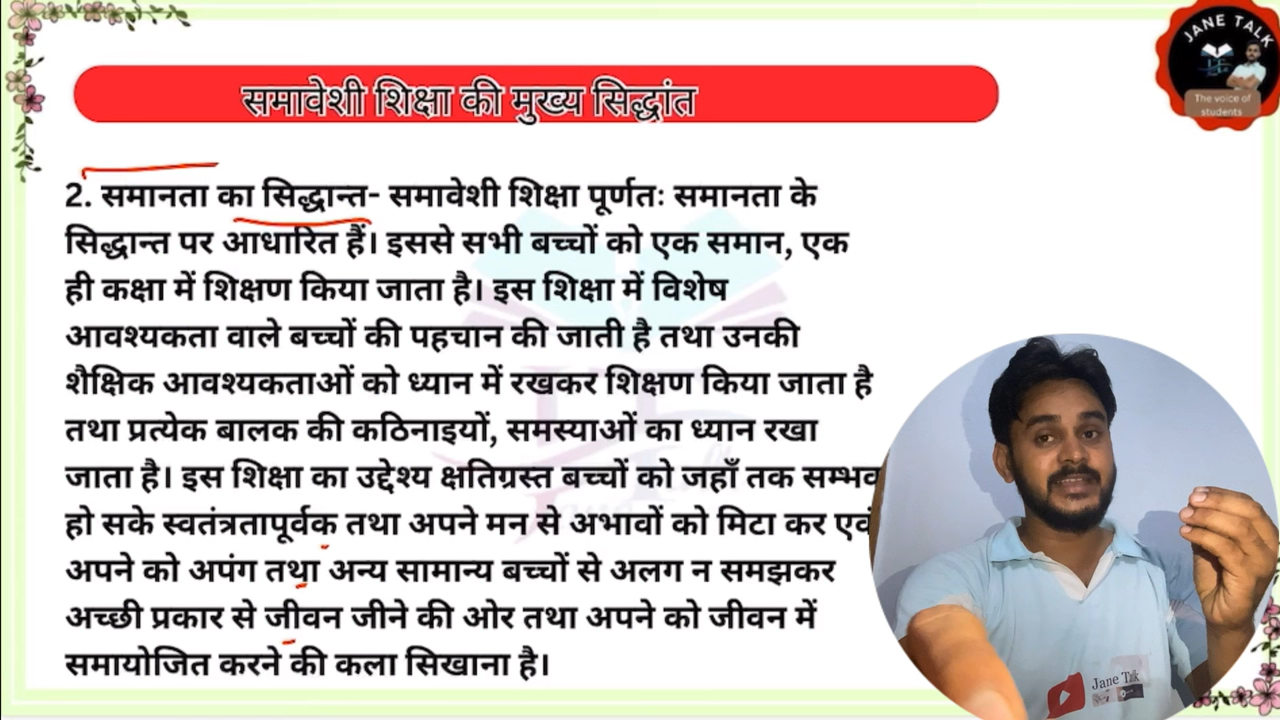 JANE TALK
The voice of
students
समावेशी शिक्षा की मुख्य सिद्धांत
2. समानता का सिद्धान्त- समावेशी शिक्षा पूर्णतः समानता के
सिद्धान्त पर आधारित हैं। इससे सभी बच्चों को एक समान, एक
ही कक्षा में शिक्षण किया जाता है। इस शिक्षा में विशेष
आवश्यकता वाले बच्चों की पहचान की जाती है तथा उनकी
शैक्षिक आवश्यकताओं को ध्यान में रखकर शिक्षण किया जाता है
तथा प्रत्येक बालक की कठिनाइयों, समस्याओं का ध्यान रखा
जाता है। इस शिक्षा का उद्देश्य क्षतिग्रस्त बच्चों को जहाँ तक सम्भव
हो सके स्वतंत्रतापूर्वक तथा अपने मन से अभावों को मिटा कर एवं
अपने को अपंग तथा अन्य सामान्य बच्चों से अलग न समझकर
अच्छी प्रकार से जीवन जीने की ओर तथा अपने को जीवन में
समायोजित करने की कला सिखाना है।
Jane Talk